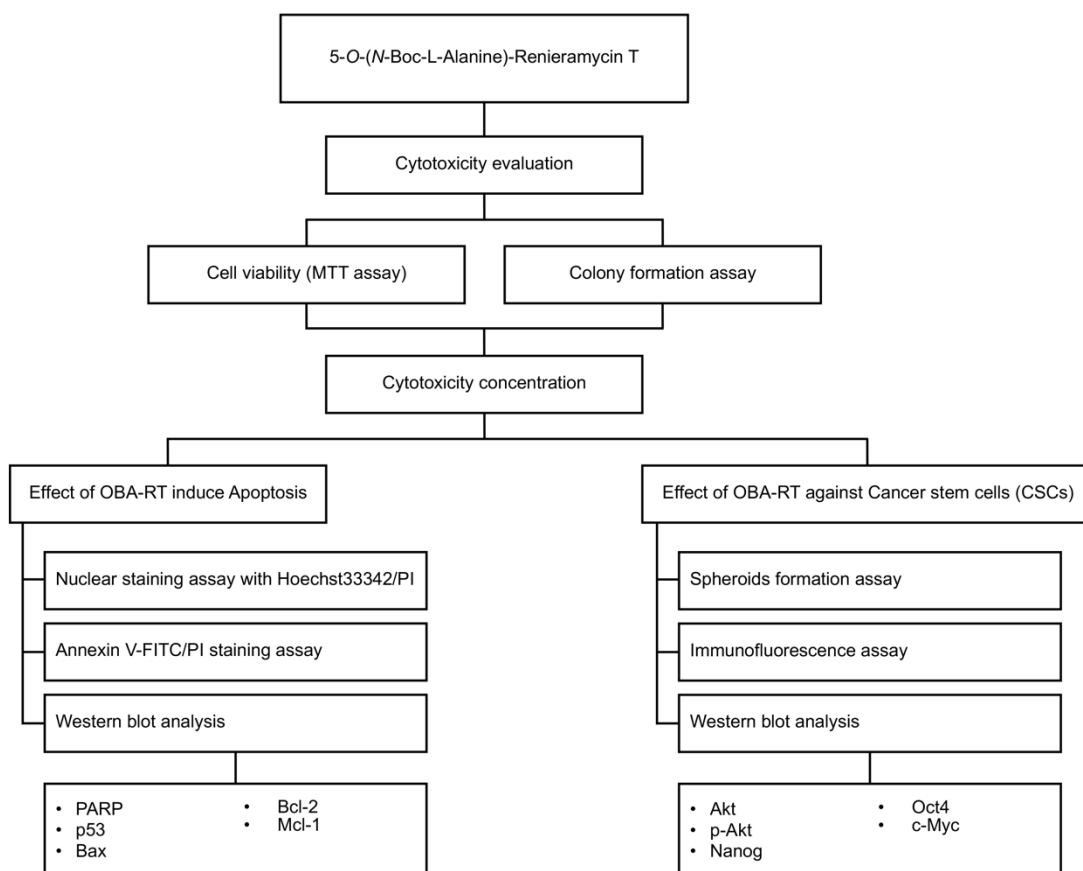 5-O-(N-Boc-L-Alanine)-Renieramycin T
Cytotoxicity evaluation
Cell viability (MTT assay)
Colony formation assay
Cytotoxicity concentration
Effect of OBA-RT induce Apoptosis
Nuclear staining assay with Hoechst33342/PI
Annexin V-FITC/PI staining assay
Western blot analysis
• PARP
• p53
• Bax
• Bcl-2
• Mcl-1
Effect of OBA-RT against Cancer stem cells (CSCs)
Spheroids formation assay
Immunofluorescence assay
Western blot analysis
• Akt
• p-Akt
• Nanog
• Oct4
• c-Myc